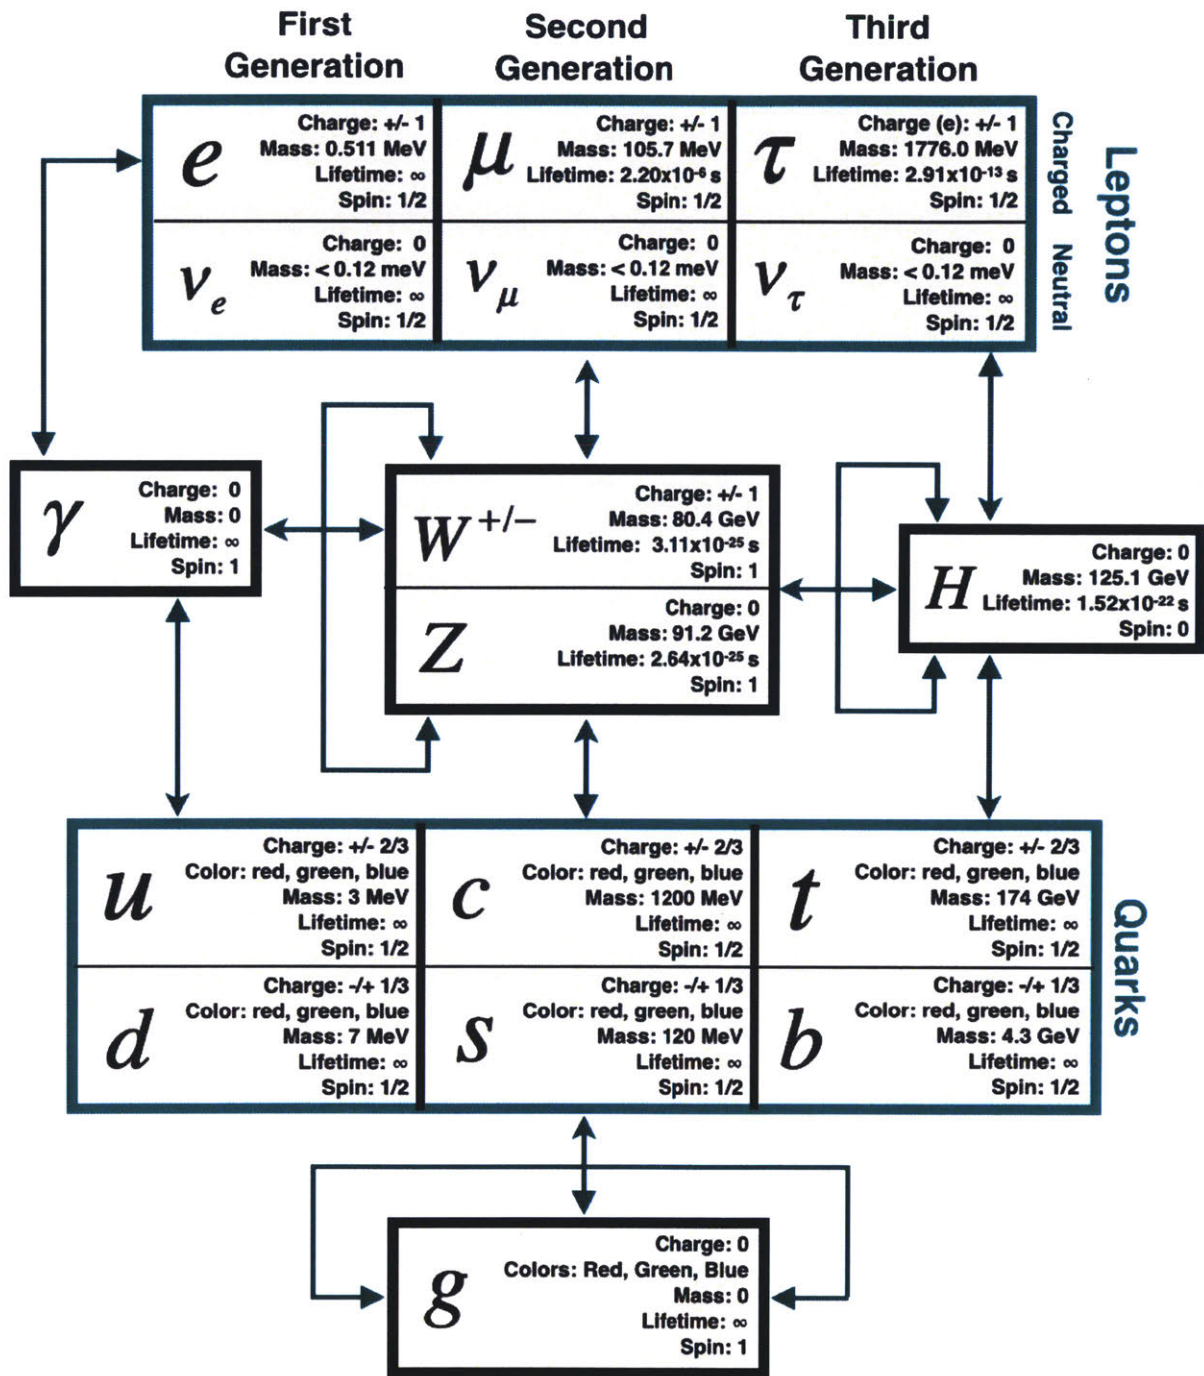 First
Generation
Second
Generation
Third
Generation
e
Charge: +/- 1
Mass: 0.511 MeV
Lifetime: ∞
Spin: 1/2
μ
Charge: +/- 1
Mass: 105.7 MeV
Lifetime: 2.20x10⁻⁶ s
Spin: 1/2
τ
Charge (e): +/- 1
Mass: 1776.0 MeV
Lifetime: 2.91x10⁻¹³ s
Spin: 1/2
Charged Neutral
Leptons
νₑ
Charge: 0
Mass: < 0.12 meV
Lifetime: ∞
Spin: 1/2
ν_μ
Charge: 0
Mass: < 0.12 meV
Lifetime: ∞
Spin: 1/2
ν_τ
Charge: 0
Mass: < 0.12 meV
Lifetime: ∞
Spin: 1/2
γ
Charge: 0
Mass: 0
Lifetime: ∞
Spin: 1
W⁺/⁻
Charge: +/- 1
Mass: 80.4 GeV
Lifetime: 3.11x10⁻²⁵ s
Spin: 1
Z
Charge: 0
Mass: 91.2 GeV
Lifetime: 2.64x10⁻²⁵ s
Spin: 1
H
Charge: 0
Mass: 125.1 GeV
Lifetime: 1.52x10⁻²² s
Spin: 0
u
Charge: +/- 2/3
Color: red, green, blue
Mass: 3 MeV
Lifetime: ∞
Spin: 1/2
c
Charge: +/- 2/3
Color: red, green, blue
Mass: 1200 MeV
Lifetime: ∞
Spin: 1/2
t
Charge: +/- 2/3
Color: red, green, blue
Mass: 174 GeV
Lifetime: ∞
Spin: 1/2
Quarks
d
Charge: -/+ 1/3
Color: red, green, blue
Mass: 7 MeV
Lifetime: ∞
Spin: 1/2
s
Charge: -/+ 1/3
Color: red, green, blue
Mass: 120 MeV
Lifetime: ∞
Spin: 1/2
b
Charge: -/+ 1/3
Color: red, green, blue
Mass: 4.3 GeV
Lifetime: ∞
Spin: 1/2
g
Charge: 0
Colors: Red, Green, Blue
Mass: 0
Lifetime: ∞
Spin: 1